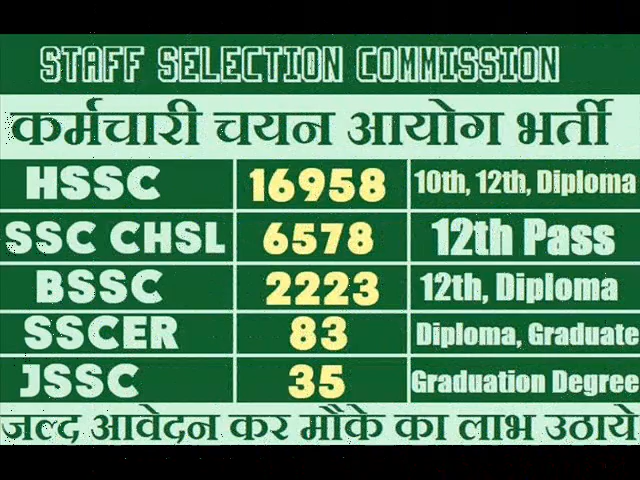 STAFF SELECTION COMMISSION
कर्मचारी चयन आयोग भर्ती
HSSC 16958 10th, 12th, Diploma
SSC CHSL 6578 12th Pass
BSSC 2223 12th, Diploma
SSCER 83 Diploma, Graduate
JSSC 35 Graduation Degree
जल्द आवेदन कर मौके का लाभ उठाये